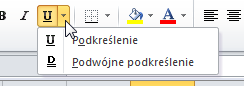 B I U
U Podkreślenie
D Podwójne podkreślenie